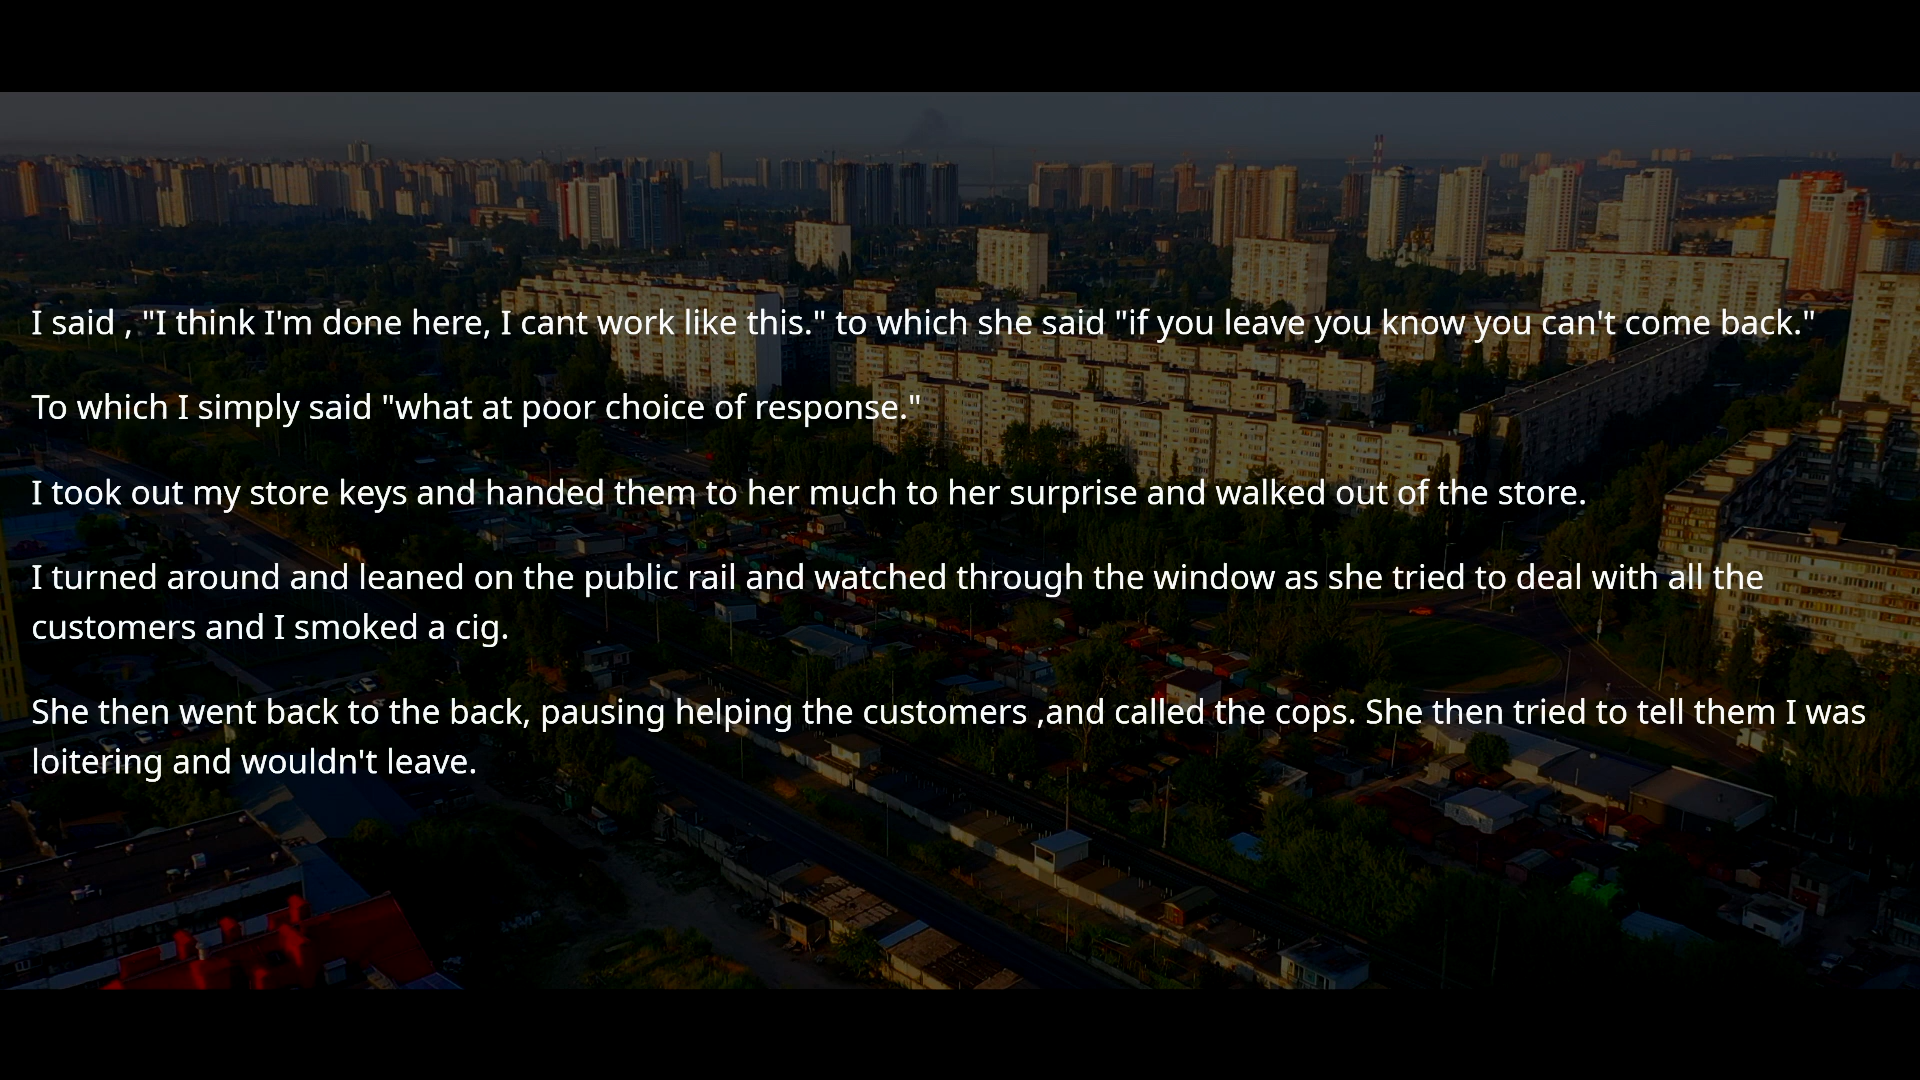 I said , "I think I'm done here, I cant work like this." to which she said "if you leave you know you can't come back."
To which I simply said "what at poor choice of response."
I took out my store keys and handed them to her much to her surprise and walked out of the store.
I turned around and leaned on the public rail and watched through the window as she tried to deal with all the
customers and I smoked a cig.
She then went back to the back, pausing helping the customers ,and called the cops. She then tried to tell them I was
loitering and wouldn't leave.